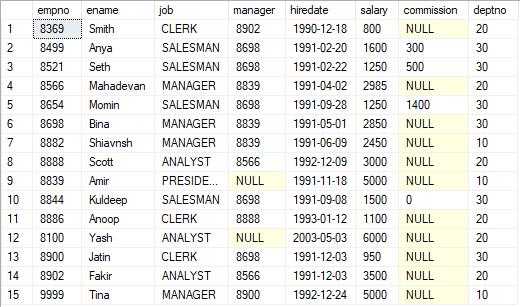 empno ename job manager hiredate salary commission deptno
1 8369 Smith CLERK 8902 1990-12-18 800 NULL 20
2 8499 Anya SALESMAN 8698 1991-02-20 1600 300 30
3 8521 Seth SALESMAN 8698 1991-02-22 1250 500 30
4 8566 Mahadevan MANAGER 8839 1991-04-02 2985 NULL 20
5 8654 Momin SALESMAN 8698 1991-09-28 1250 1400 30
6 8698 Bina MANAGER 8839 1991-05-01 2850 NULL 30
7 8882 Shiavnsh MANAGER 8839 1991-06-09 2450 NULL 10
8 8888 Scott ANALYST 8566 1992-12-09 3000 NULL 20
9 8839 Amir PRESIDE... NULL 1991-11-18 5000 NULL 10
10 8844 Kuldeep SALESMAN 8698 1991-09-08 1500 0 30
11 8886 Anoop CLERK 8888 1993-01-12 1100 NULL 20
12 8100 Yash ANALYST NULL 2003-05-03 6000 NULL 20
13 8900 Jatin CLERK 8698 1991-12-03 950 NULL 30
14 8902 Fakir ANALYST 8566 1991-12-03 3500 NULL 20
15 9999 Tina MANAGER 8900 1992-12-24 5000 NULL 10